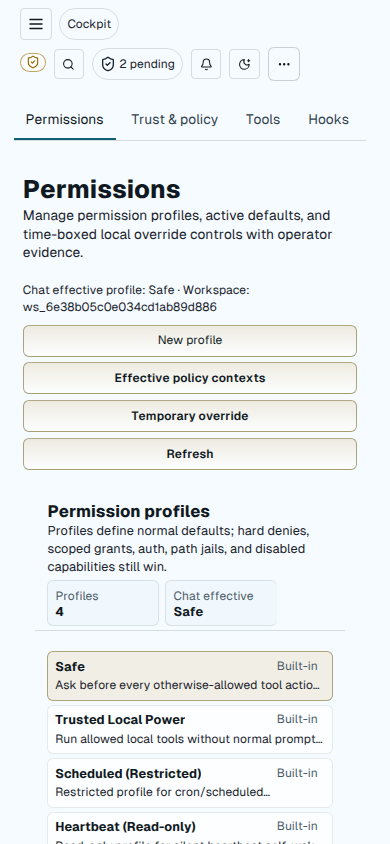 Cockpit
2 pending
Permissions
Trust & policy
Tools
Hooks
Permissions
Manage permission profiles, active defaults, and
time-boxed local override controls with operator
evidence.
Chat effective profile: Safe · Workspace:
ws_6e38b05c0e034cd1ab89d886
New profile
Effective policy contexts
Temporary override
Refresh
Permission profiles
Profiles define normal defaults; hard denies,
scoped grants, auth, path jails, and disabled
capabilities still win.
Profiles
4
Chat effective
Safe
Safe
Built-in
Ask before every otherwise-allowed tool actio…
Trusted Local Power
Built-in
Run allowed local tools without normal prompt…
Scheduled (Restricted)
Built-in
Restricted profile for cron/scheduled…
Heartbeat (Read-only)
Built-in